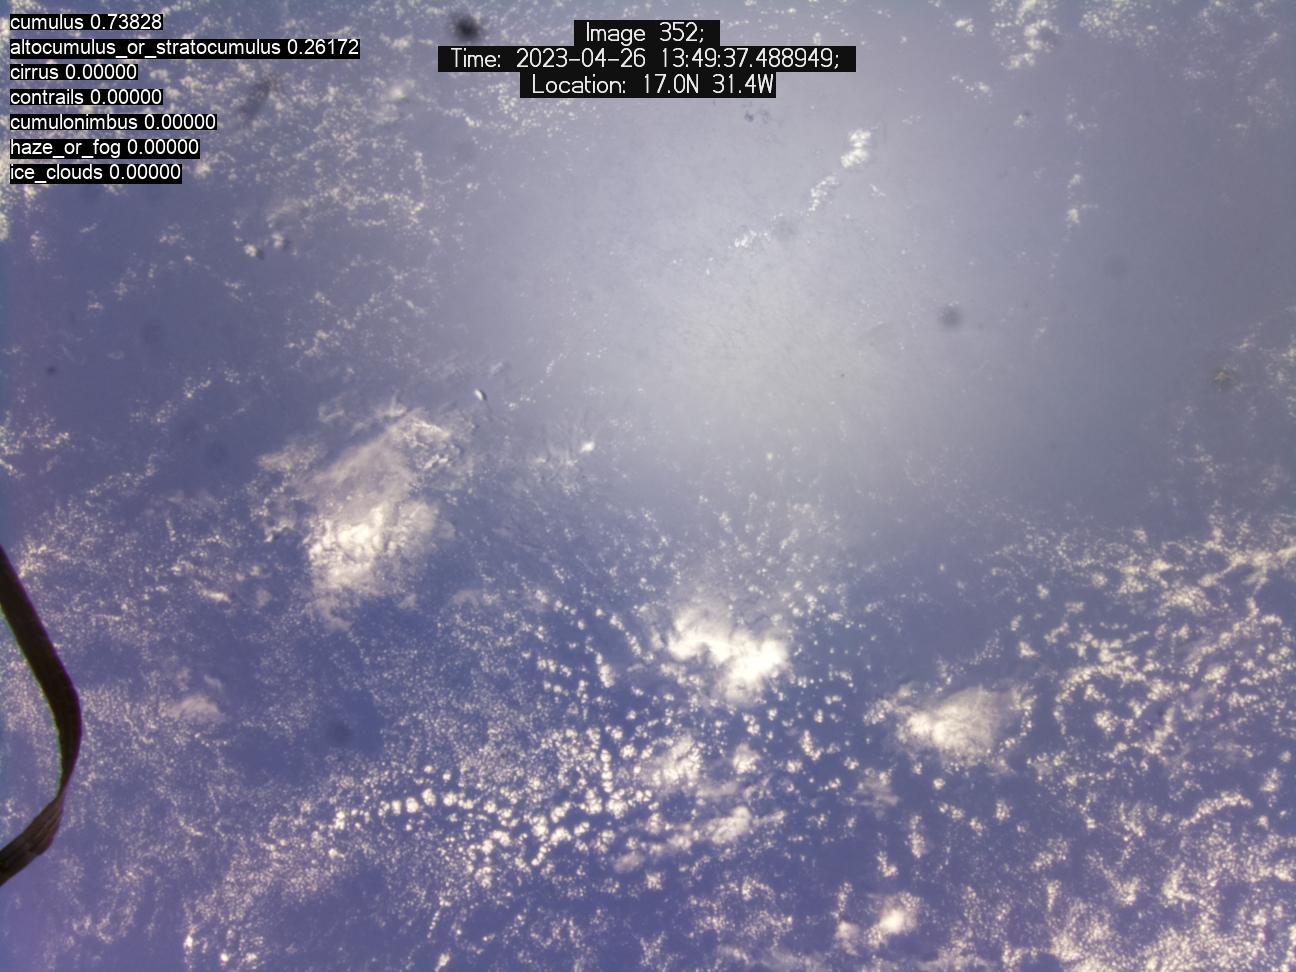 cumulus 0.73828
altocumulus_or_stratocumulus 0.26172
cirrus 0.00000
contrails 0.00000
cumulonimbus 0.00000
haze_or_fog 0.00000
ice_clouds 0.00000
Image 352;
Time: 2023-04-26 13:49:37.488949;
Location: 17.0N 31.4W